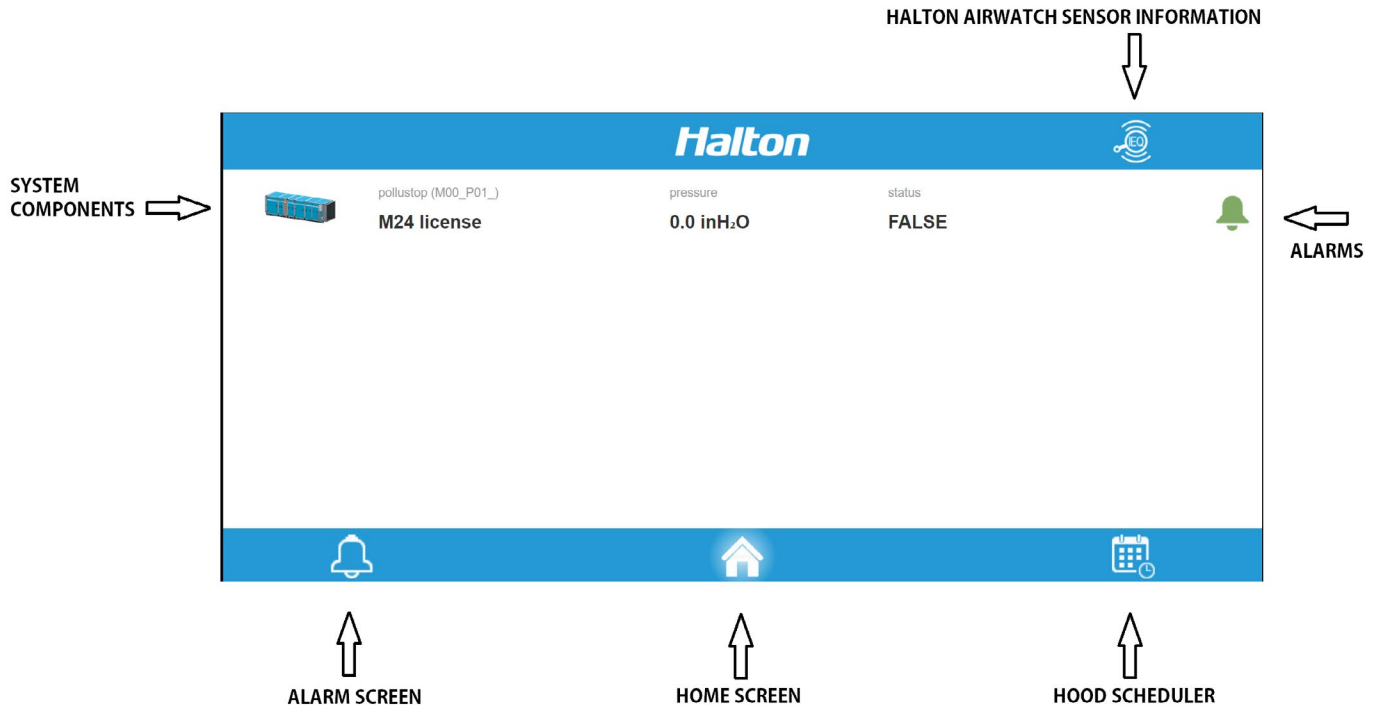 HALTON AIRWATCH SENSOR INFORMATION
Halton
IEQ
SYSTEM
COMPONENTS
pollustop (M00_P01_)
pressure
status
M24 license
0.0 inH₂O
FALSE
ALARMS
ALARM SCREEN
HOME SCREEN
HOOD SCHEDULER